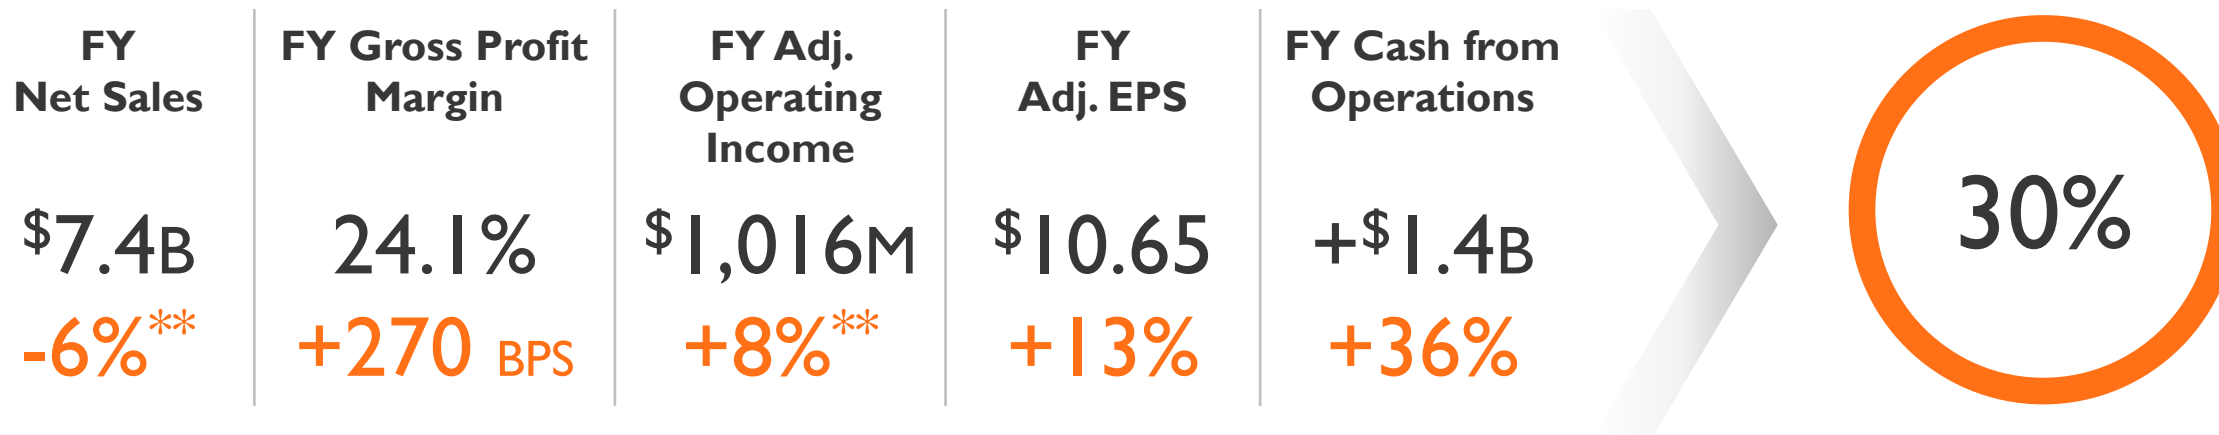 FY
Net Sales
$7.4B
-6%**
FY Gross Profit
Margin
24.1%
+270 BPS
FY Adj.
Operating
Income
$1,016M
+8%**
FY
Adj. EPS
$10.65
+13%
FY Cash from
Operations
+$1.4B
+36%
30%